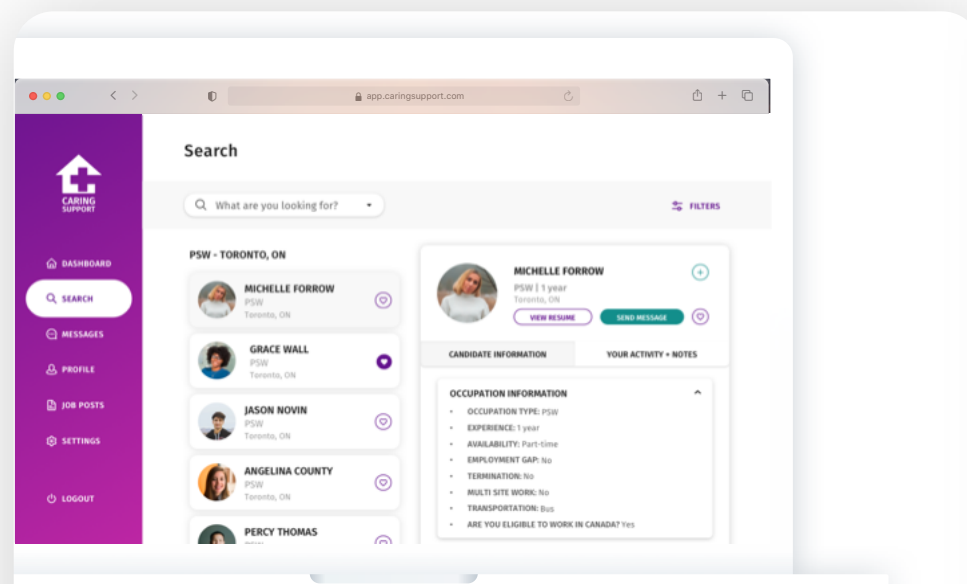 app.caringsupport.com
CARING
SUPPORT
DASHBOARD
SEARCH
MESSAGES
PROFILE
JOB POSTS
SETTINGS
LOGOUT
Search
What are you looking for?
FILTERS
PSW - TORONTO, ON
MICHELLE FORROW
PSW
Toronto, ON
GRACE WALL
PSW
Toronto, ON
JASON NOVIN
PSW
Toronto, ON
ANGELINA COUNTY
PSW
Toronto, ON
PERCY THOMAS
MICHELLE FORROW
PSW | 1 year
Toronto, ON
VIEW RESUME
SEND MESSAGE
CANDIDATE INFORMATION
YOUR ACTIVITY + NOTES
OCCUPATION INFORMATION
• OCCUPATION TYPE: PSW
• EXPERIENCE: 1 year
• AVAILABILITY: Part-time
• EMPLOYMENT GAP: No
• TERMINATION: No
• MULTI SITE WORK: No
• TRANSPORTATION: Bus
• ARE YOU ELIGIBLE TO WORK IN CANADA? Yes